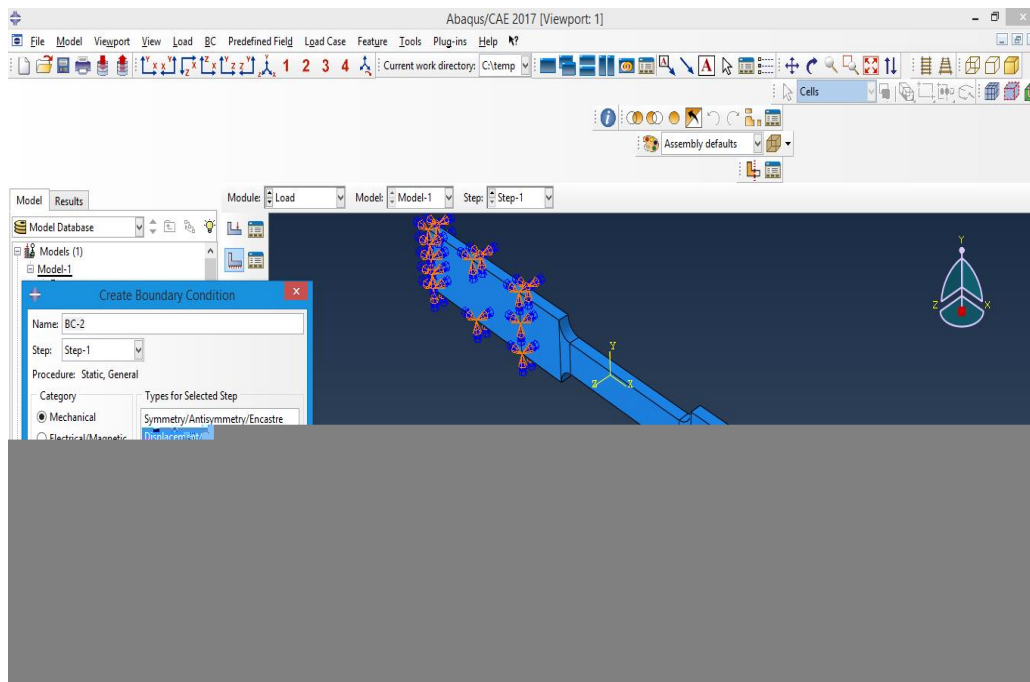 Abaqus/CAE 2017 [Viewport: 1]
File Model Viewport View Load BC Predefined Field Load Case Feature Tools Plug-ins Help
1 2 3 4 Current work directory: C:\temp A
Cells
Assembly defaults
Model Results Module: Load Model: Model-1 Step: Step-1
Model Database
Models (1)
Model-1
Create Boundary Condition
Name: BC-2
Step: Step-1
Procedure: Static, General
Category Types for Selected Step
Mechanical Symmetry/Antisymmetry/Encastre
Electrical/Magnetic Displacement/
Y
Z X
Y
Z X